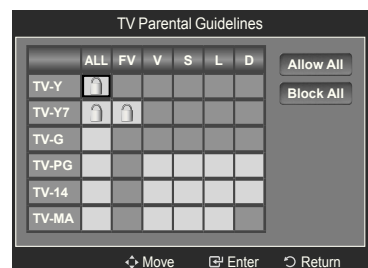 TV Parental Guidelines
ALL FV V S L D
Allow All
TV-Y
Block All
TV-Y7
TV-G
TV-PG
TV-14
TV-MA
Move Enter Return